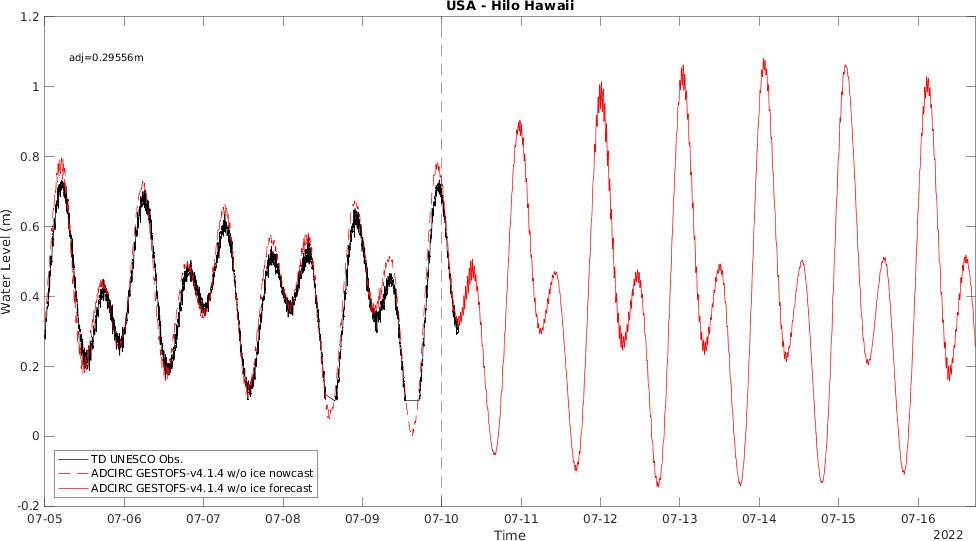 USA - Hilo Hawaii
1.2
adj=0.29556m
1
0.8
0.6
0.4
0.2
0
-0.2
Water Level (m)
TD UNESCO Obs.
ADCIRC GESTOFS-v4.1.4 w/o ice nowcast
ADCIRC GESTOFS-v4.1.4 w/o ice forecast
07-05 07-06 07-07 07-08 07-09 07-10 07-11 07-12 07-13 07-14 07-15 07-16
Time
2022